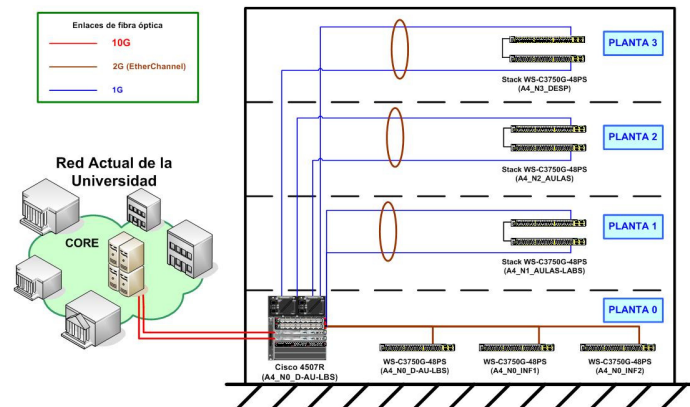 Enlaces de fibra óptica
10G
2G (EtherChannel)
1G
PLANTA 3
Stack WS-C3750G-48PS
(A4_N3_DESP)
PLANTA 2
Stack WS-C3750G-48PS
(A4_N2_AULAS)
Red Actual de la
Universidad
CORE
PLANTA 1
Stack WS-C3750G-48PS
(A4_N1_AULAS-LABS)
PLANTA 0
Cisco 4507R
(A4_N0_D-AU-LBS)
WS-C3750G-48PS
(A4_N0_D-AU-LBS)
WS-C3750G-48PS
(A4_N0_INF1)
WS-C3750G-48PS
(A4_N0_INF2)